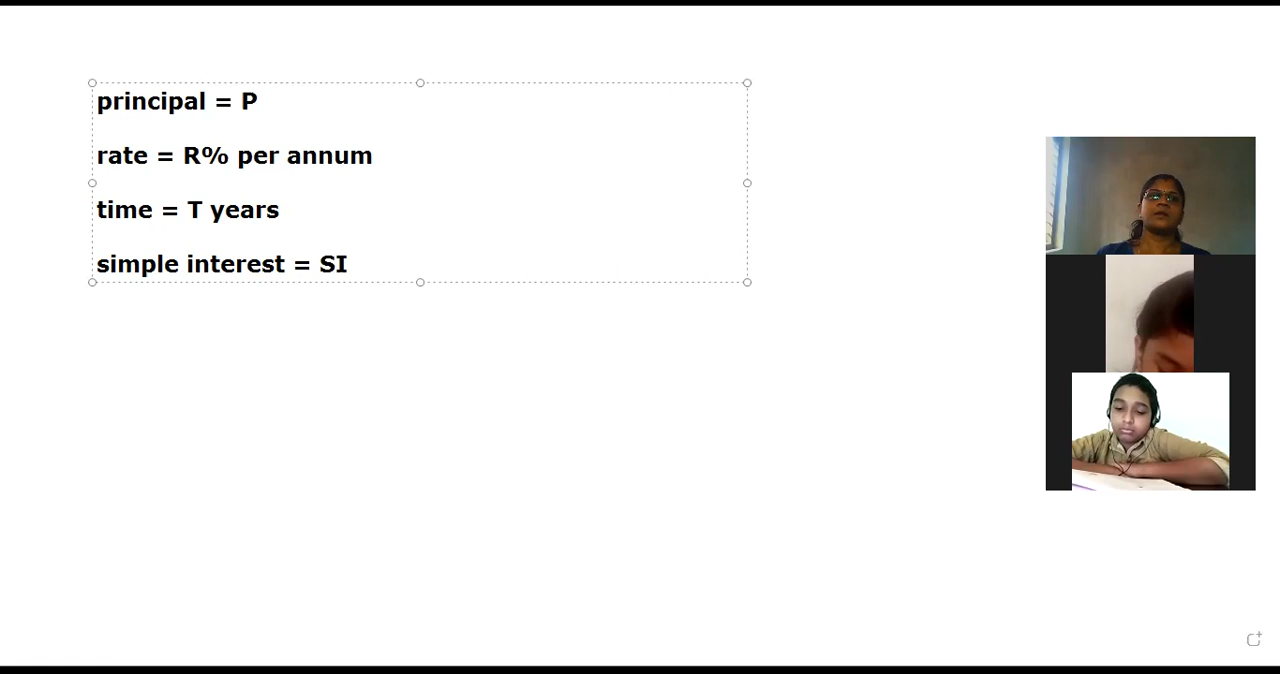 principal = P
rate = R% per annum
time = T years
simple interest = SI